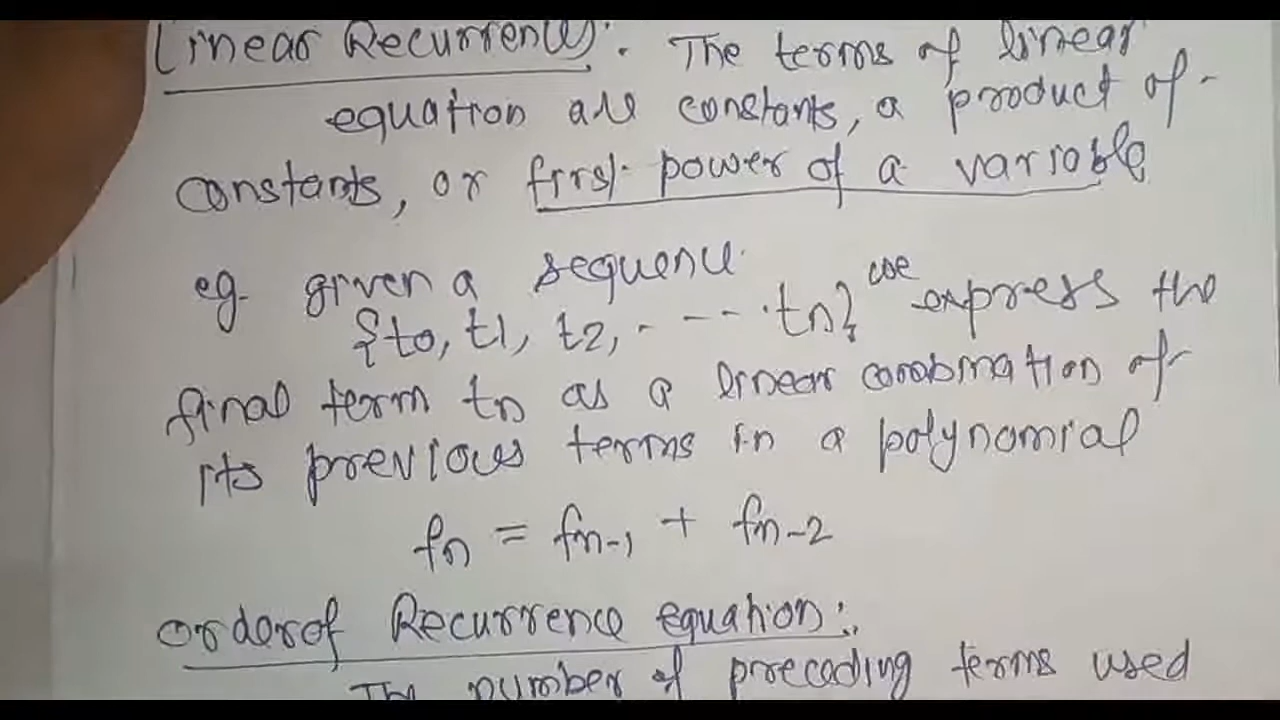 Linear Recurrences:. The terms of linear
equation are constants, a product of
constants, or first power of a variable
eg. given a sequence
{t0, t1, t2, - - - - . tn} we express the
final term tn as a linear combination of
its previous terms in a polynomial
fn = fn-1 + fn-2
order of Recurrence equation:.
The number of preceding terms used